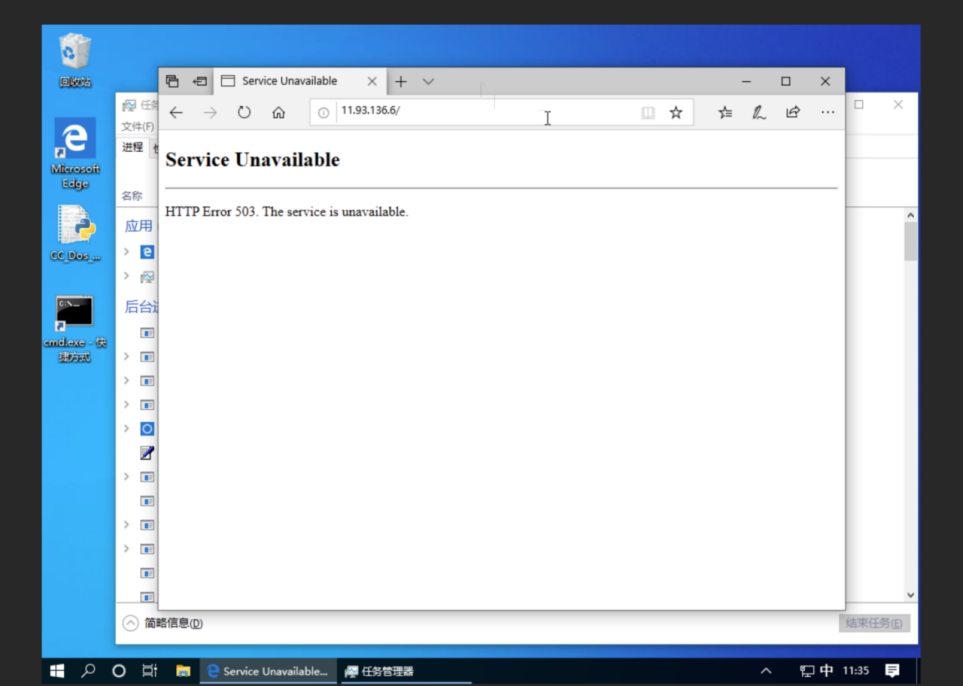 回收站
Microsoft
Edge
CC_Dos_...
cmd.exe - 快
捷方式
Service Unavailable
11.93.136.6/
文件(F)
进程
名称
应用
后台
Service Unavailable
HTTP Error 503. The service is unavailable.
简略信息(D)
结束任务(E)
Service Unavailable...
任务管理器
中
11:35